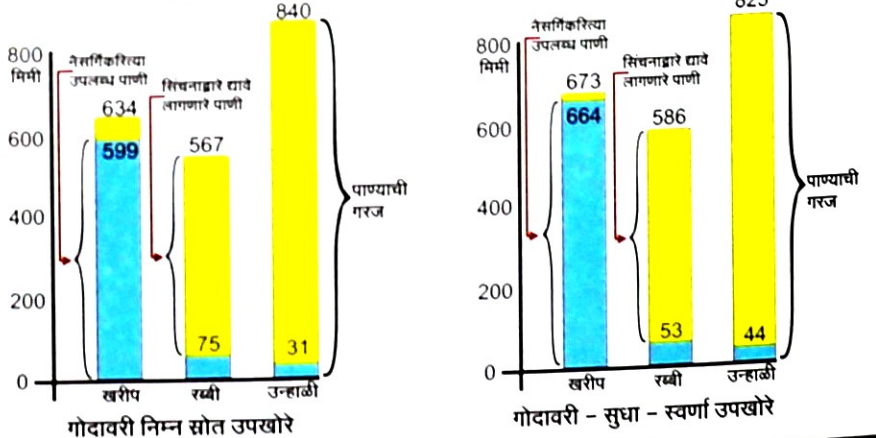 840
800
मिमी
नैसर्गिकरित्या
उपलब्ध पाणी
सिंचनाद्वारे द्यावे
लागणारे पाणी
634
600
599
567
पाण्याची
गरज
400
200
75
31
0
खरीप
रब्बी
उन्हाळी
गोदावरी निम्न स्रोत उपखोरे
825
800
मिमी
नैसर्गिकरित्या
उपलब्ध पाणी
सिंचनाद्वारे द्यावे
लागणारे पाणी
673
664
600
586
पाण्याची
गरज
400
200
53
44
0
खरीप
रब्बी
उन्हाळी
गोदावरी – सुधा – स्वर्णा उपखोरे